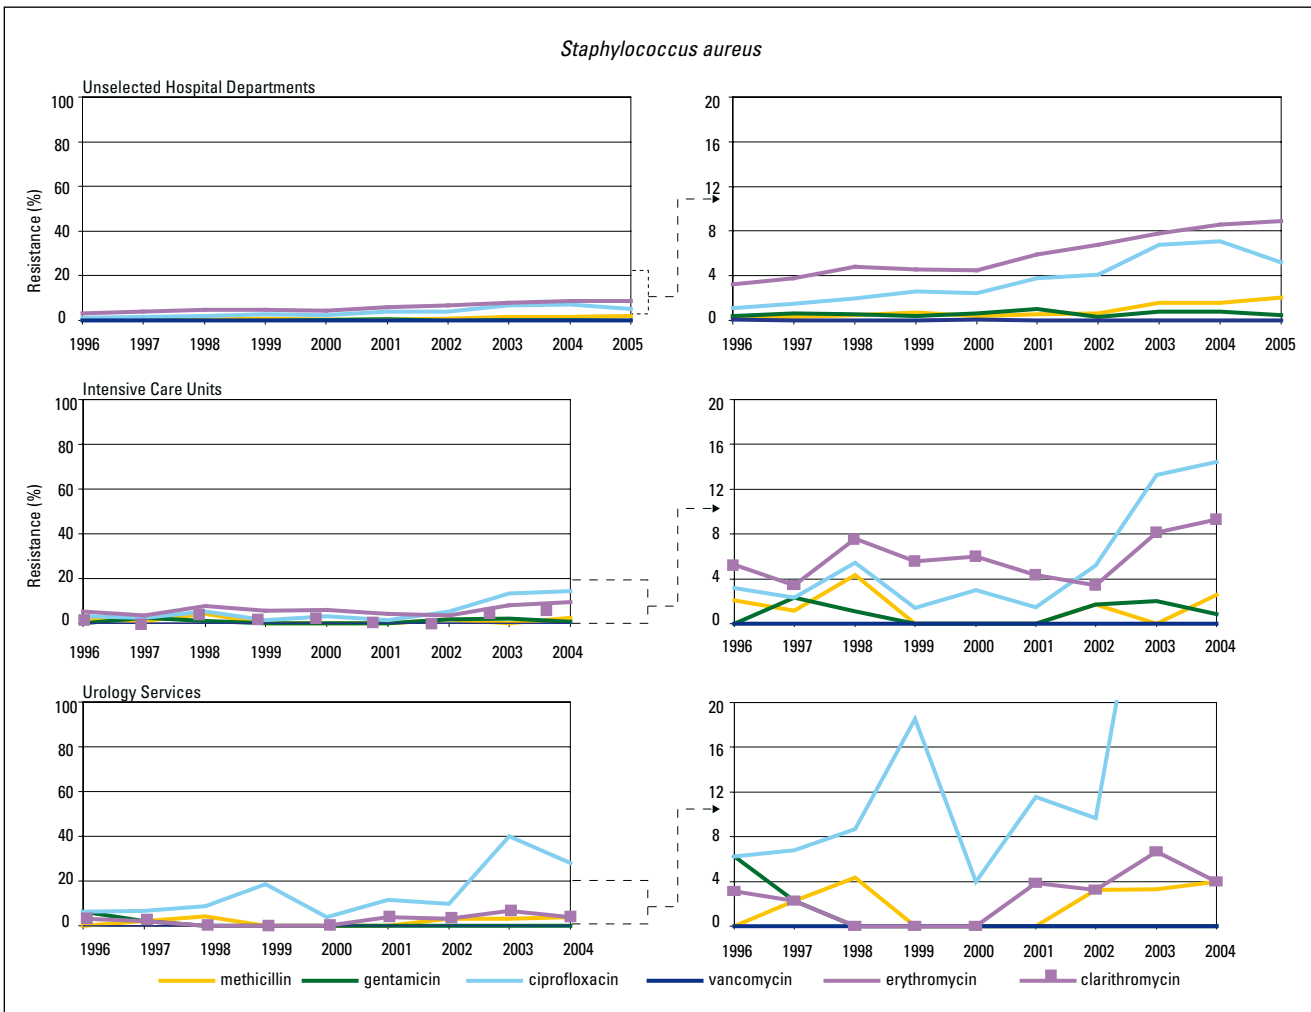 Staphylococcus aureus
Unselected Hospital Departments
Resistance (%)
100
80
60
40
20
0
1996 1997 1998 1999 2000 2001 2002 2003 2004 2005
20
16
12
8
4
0
1996 1997 1998 1999 2000 2001 2002 2003 2004 2005
Intensive Care Units
Resistance (%)
100
80
60
40
20
0
1996 1997 1998 1999 2000 2001 2002 2003 2004
20
16
12
8
4
0
1996 1997 1998 1999 2000 2001 2002 2003 2004
Urology Services
100
80
60
40
20
0
1996 1997 1998 1999 2000 2001 2002 2003 2004
20
16
12
8
4
0
1996 1997 1998 1999 2000 2001 2002 2003 2004
methicillin gentamicin ciprofloxacin vancomycin erythromycin clarithromycin